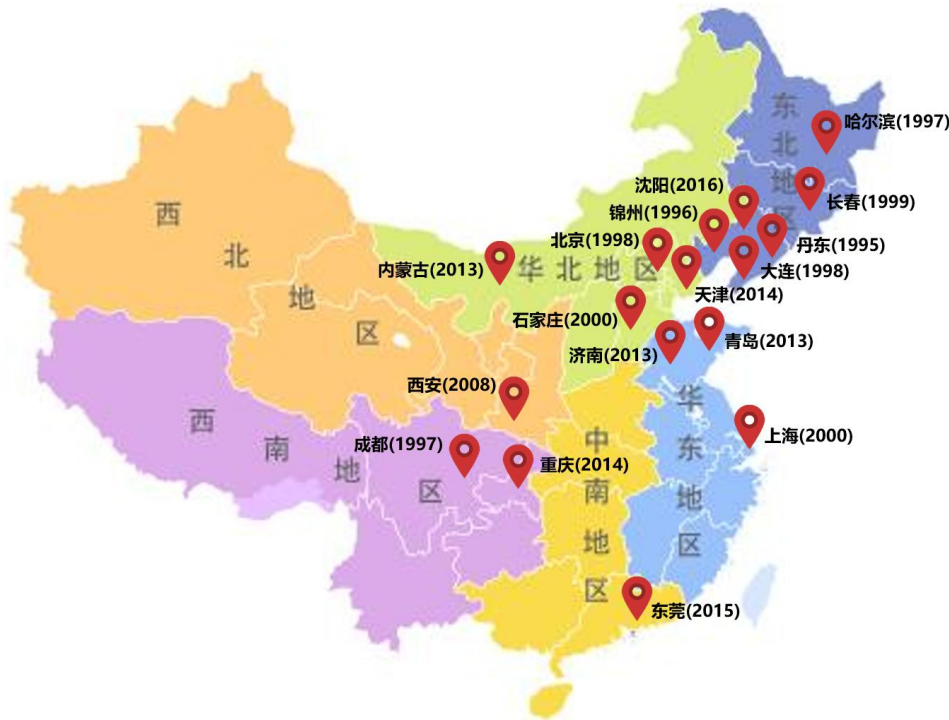 东北地区
哈尔滨(1997)
沈阳(2016)
长春(1999)
锦州(1996)
北京(1998)
丹东(1995)
西北地区
内蒙古(2013)
华北地区
大连(1998)
天津(2014)
石家庄(2000)
青岛(2013)
济南(2013)
西安(2008)
华东地区
西南地区
成都(1997)
中南地区
上海(2000)
重庆(2014)
东莞(2015)